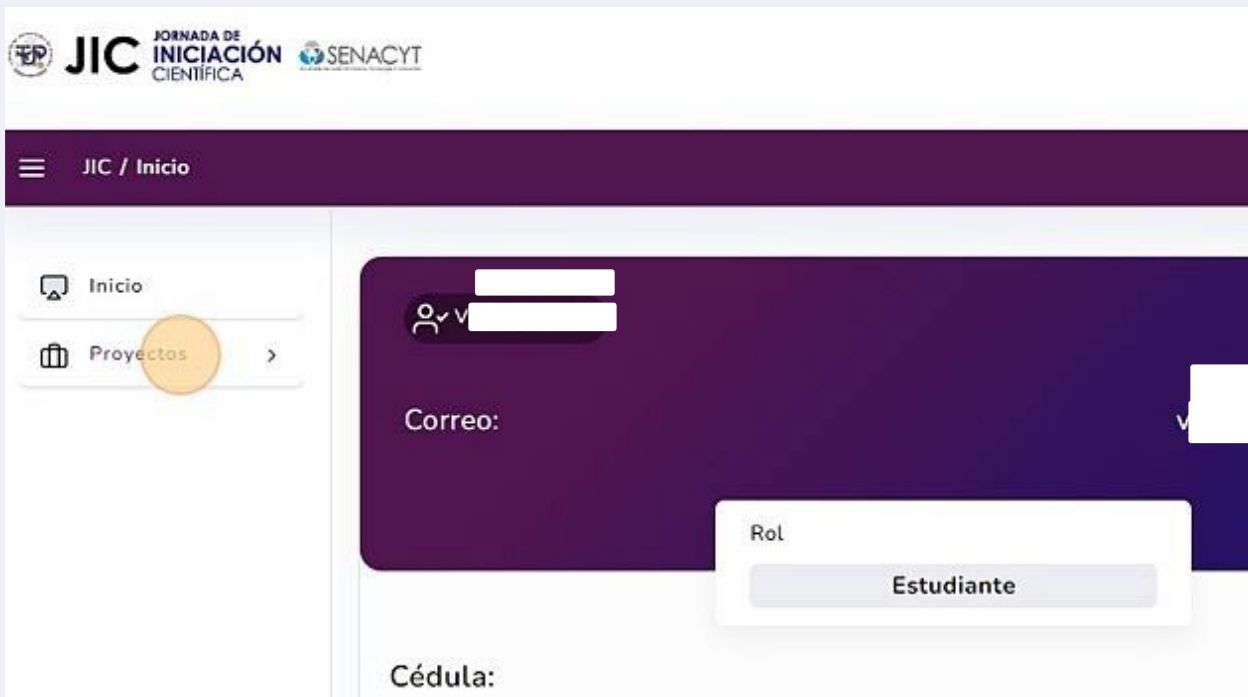 JIC JORNADA DE
INICIACIÓN
CIENTÍFICA
SENACYT
JIC / Inicio
Inicio
Proyectos
V
Correo:
v
Rol
Estudiante
Cédula: